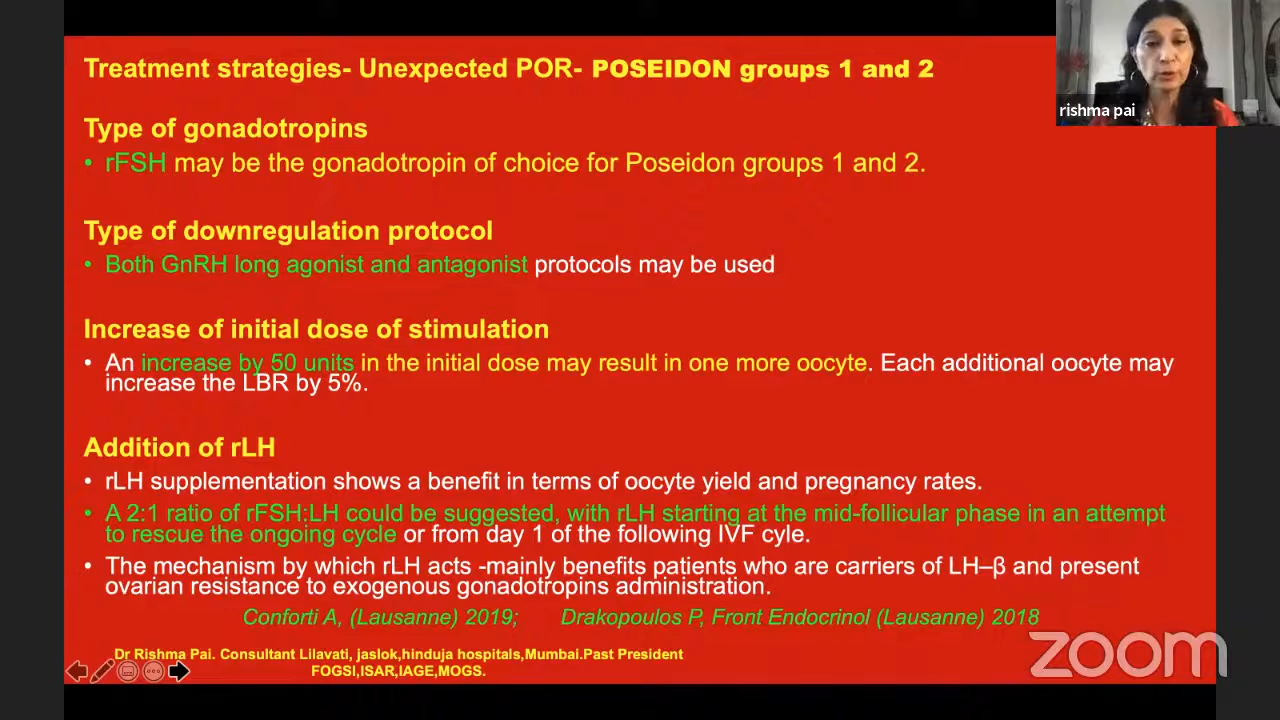 Treatment strategies- Unexpected POR- POSEIDON groups 1 and 2
rishma pai
Type of gonadotropins
• rFSH may be the gonadotropin of choice for Poseidon groups 1 and 2.
Type of downregulation protocol
• Both GnRH long agonist and antagonist protocols may be used
Increase of initial dose of stimulation
• An increase by 50 units in the initial dose may result in one more oocyte. Each additional oocyte may
increase the LBR by 5%.
Addition of rLH
• rLH supplementation shows a benefit in terms of oocyte yield and pregnancy rates.
• A 2:1 ratio of rFSH:LH could be suggested, with rLH starting at the mid-follicular phase in an attempt
to rescue the ongoing cycle or from day 1 of the following IVF cyle.
• The mechanism by which rLH acts -mainly benefits patients who are carriers of LH–β and present
ovarian resistance to exogenous gonadotropins administration.
Conforti A, (Lausanne) 2019; Drakopoulos P, Front Endocrinol (Lausanne) 2018
Dr Rishma Pai. Consultant Lilavati, jaslok,hinduja hospitals,Mumbai.Past President
FOGSI,ISAR,IAGE,MOGS.
zoom